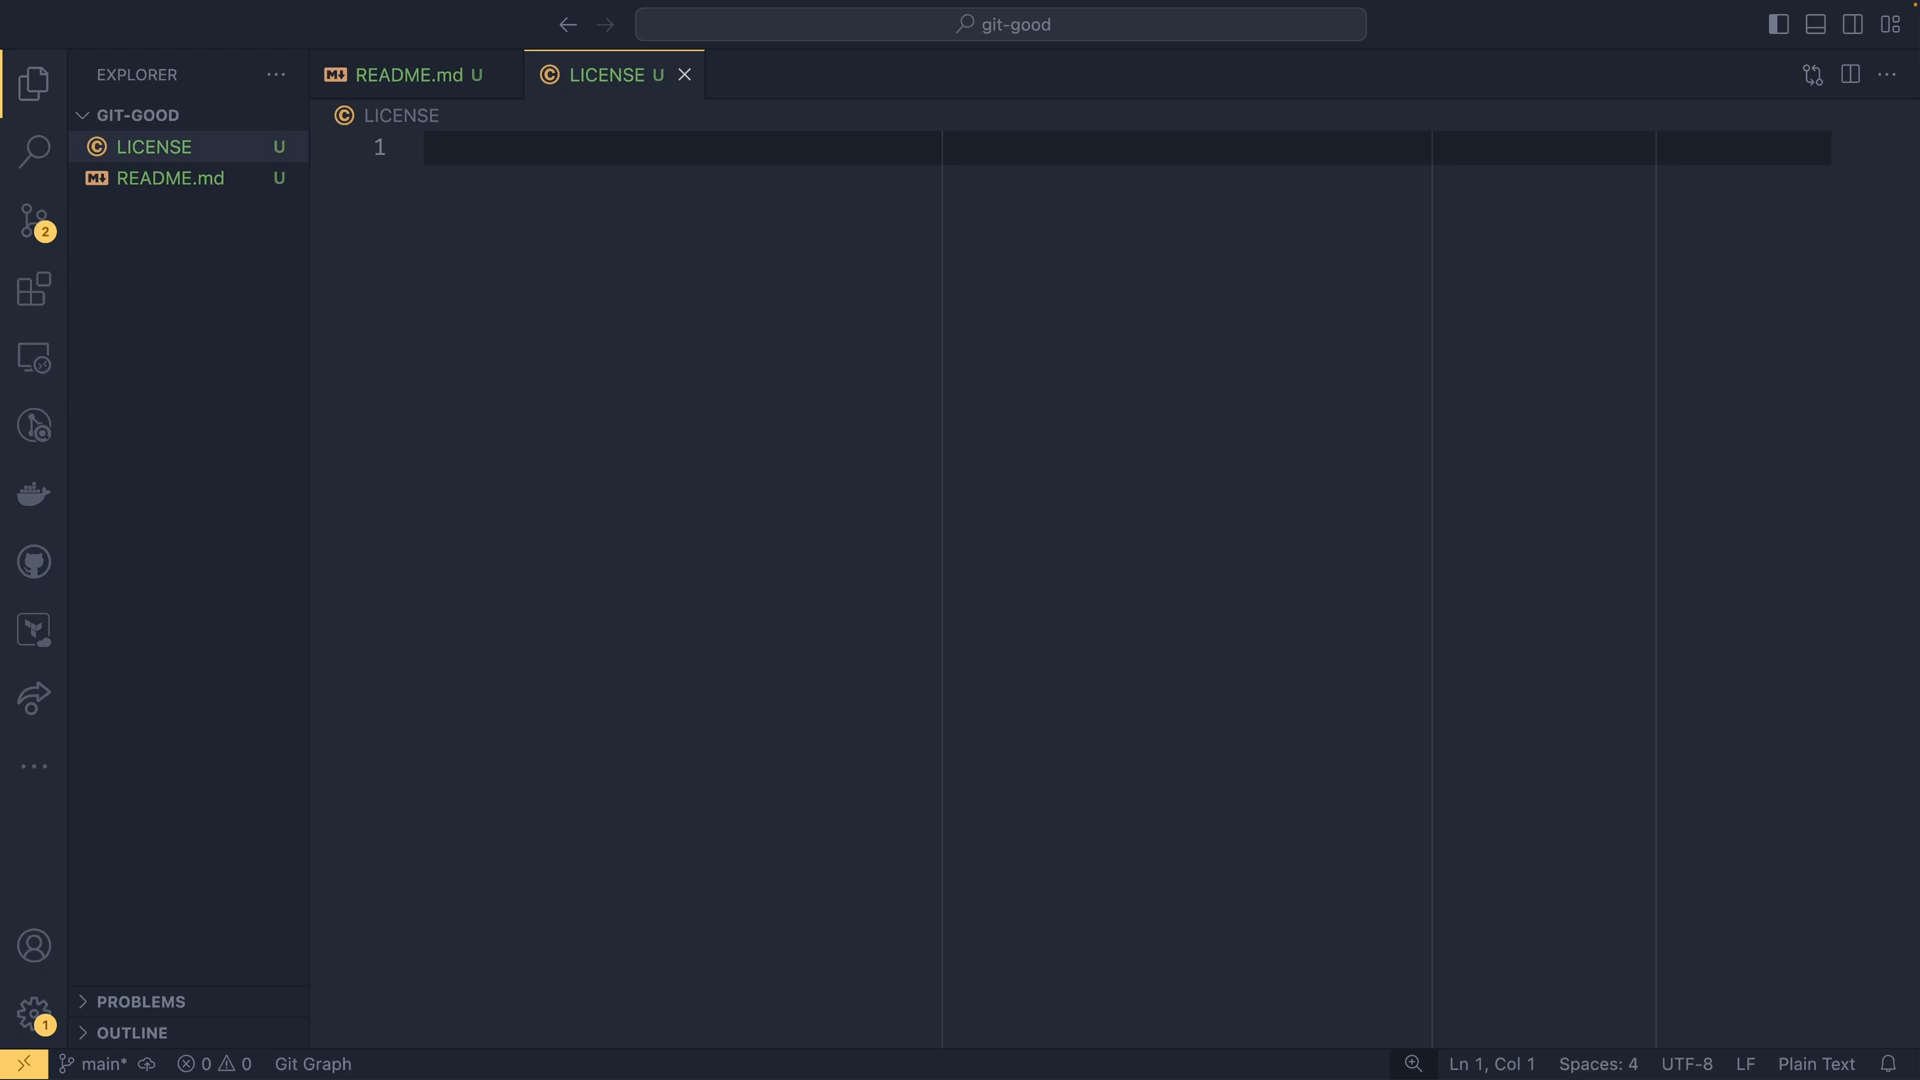 git-good
EXPLORER
README.md U
LICENSE U
GIT-GOOD
LICENSE
LICENSE U
1
README.md U
2
PROBLEMS
1
OUTLINE
main* 0 0 Git Graph Ln 1, Col 1 Spaces: 4 UTF-8 LF Plain Text